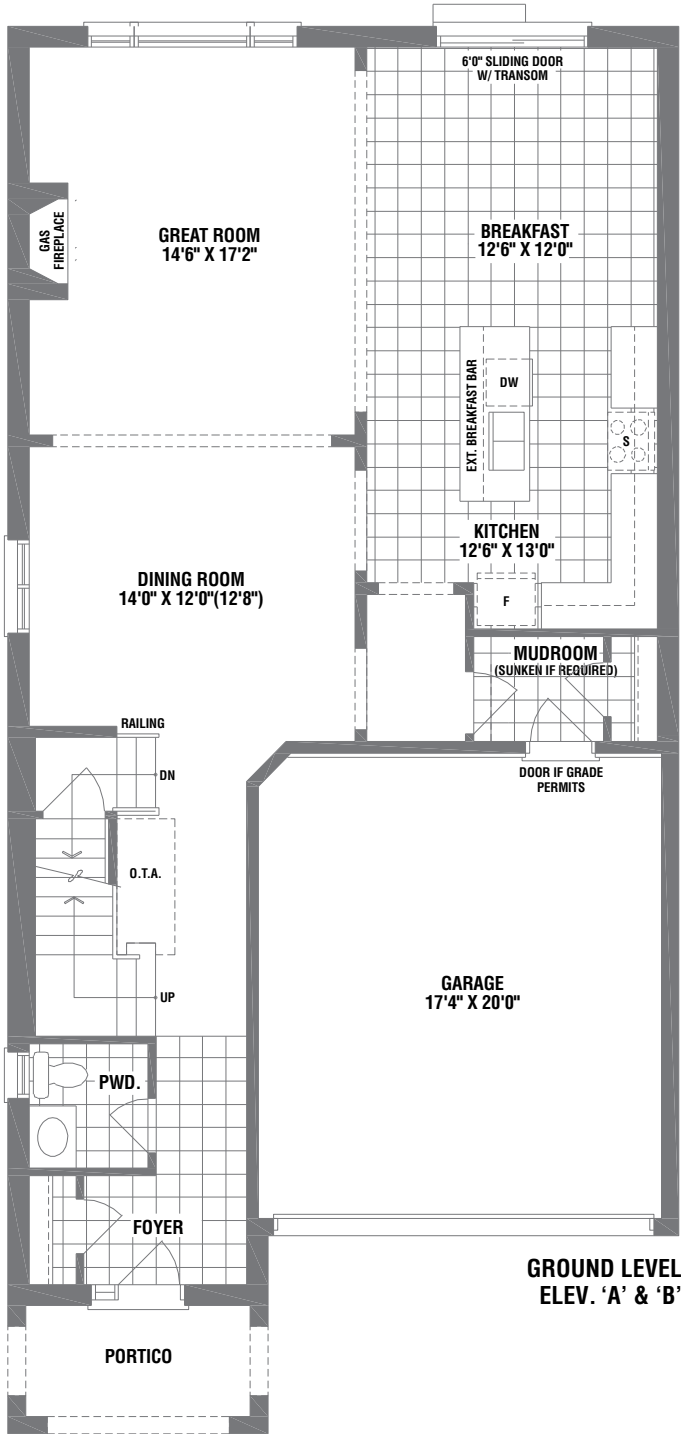 6'0" SLIDING DOOR
W/ TRANSOM
GAS
FIREPLACE
GREAT ROOM
14'6" X 17'2"
BREAKFAST
12'6" X 12'0"
EXT. BREAKFAST BAR
DW
S
KITCHEN
12'6" X 13'0"
F
DINING ROOM
14'0" X 12'0"(12'8")
MUDROOM
(SUNKEN IF REQUIRED)
RAILING
DN
DOOR IF GRADE
PERMITS
O.T.A.
UP
GARAGE
17'4" X 20'0"
PWD.
FOYER
GROUND LEVEL
ELEV. ‘A’ & ‘B’
PORTICO